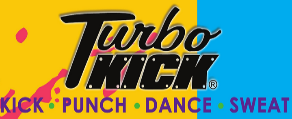 Turbo
KICK®
KICK • PUNCH • DANCE • SWEAT